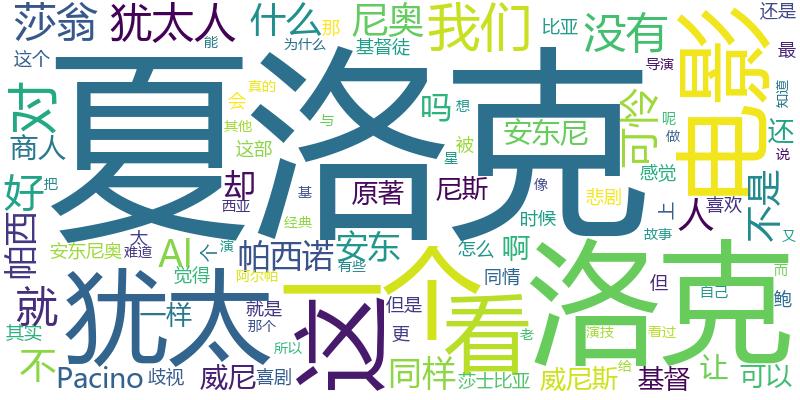 莎翁
犹太人
什么
那
尼奥
我们
比亚
没有
还是
这个
能
为什么
基督徒
导演
最
电影
对
夏洛克
真的
会
其他
吗
想
可怜
知道
商人
这部
与
被
安东尼
呢
做
还
说
好
把
却
基
原著
尼斯
星
像
感觉
不是
喜欢
帕西
西亚
经典
悲剧
时候
上
人
安东尼奥
太
难道
Al
个
演
帕西诺
有些
安东
怎么
啊
故事
又
就
犹太
觉得
阿尔帕
一个
看
同情
洛克
但
而
鲍
自己
一样
就是
那个
这
但是
更
其实
不
所以
老
演技
看过
Pacino
歧视
威尼
喜剧
同样
莎士比亚
威尼斯
给
基督
让
可以